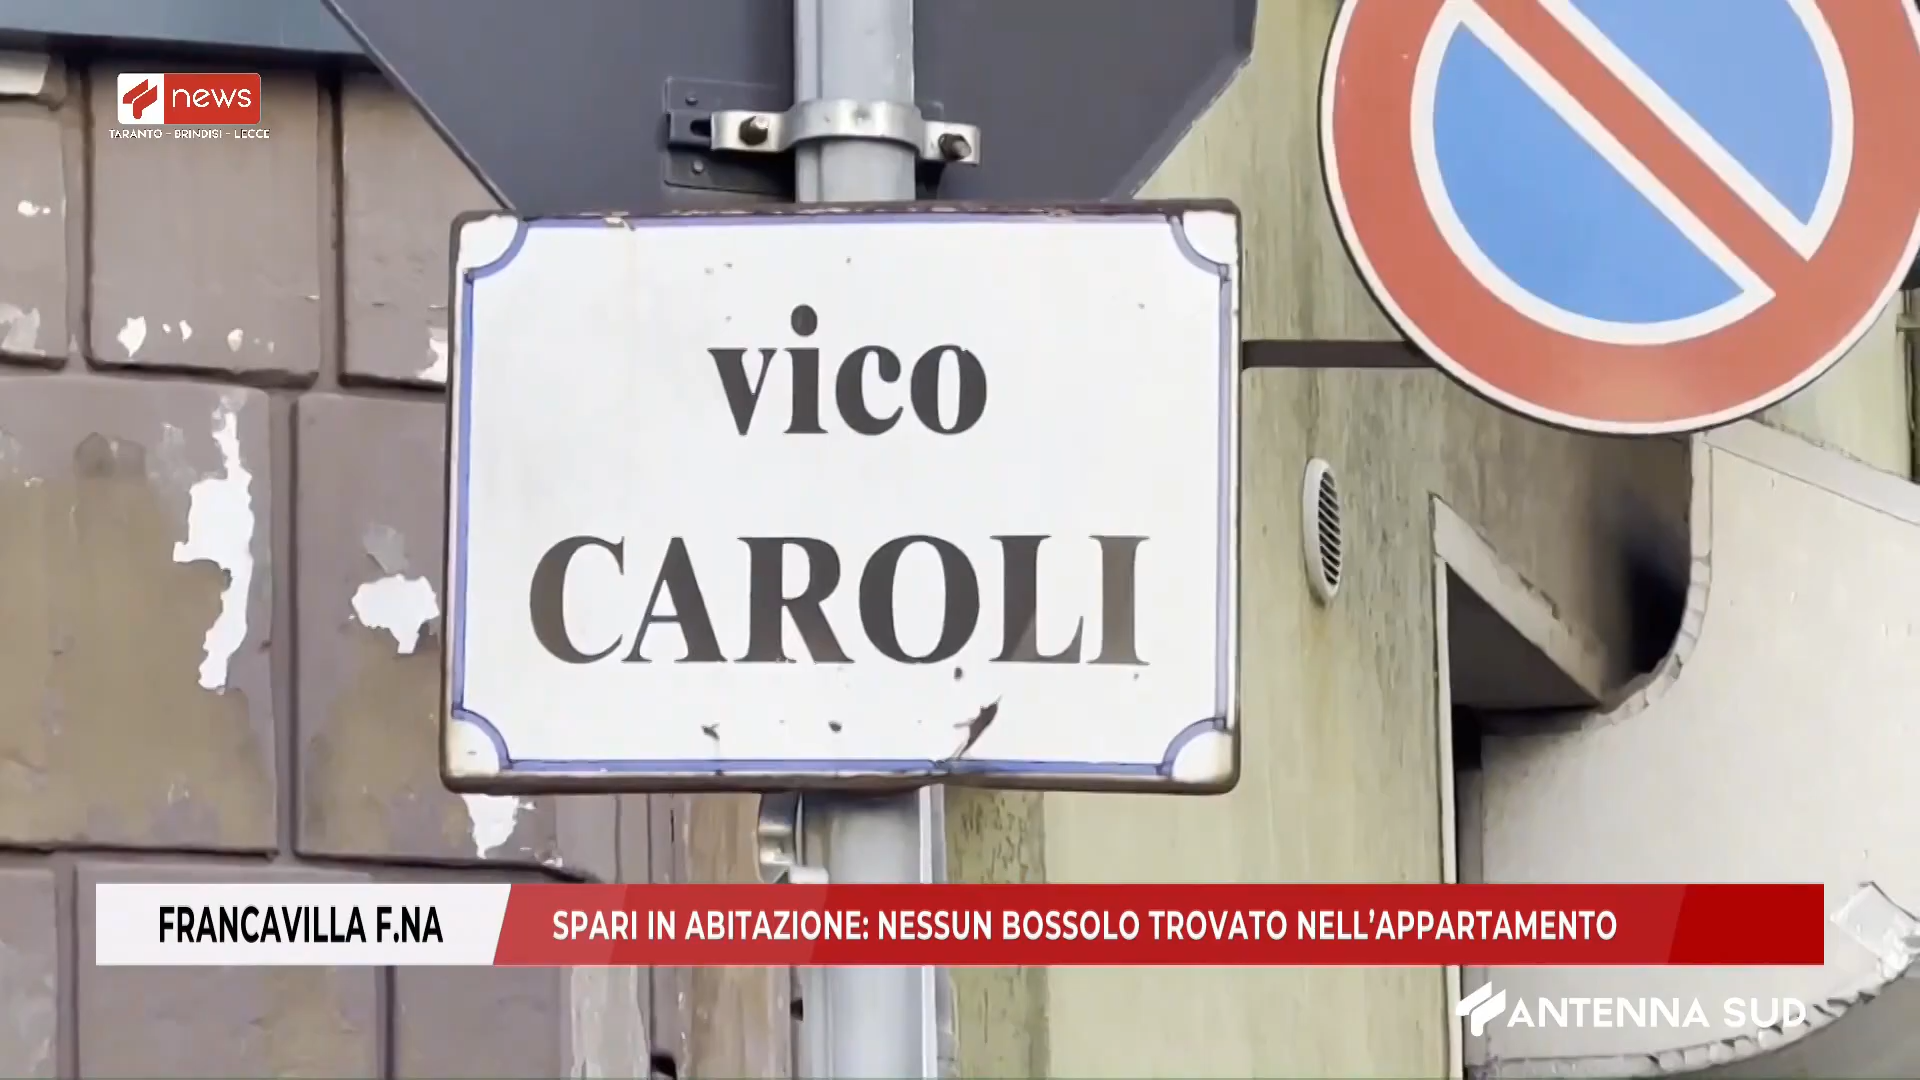 news
TARANTO - BRINDISI - LECCE
vico
CAROLI
FRANCAVILLA F.NA
SPARI IN ABITAZIONE: NESSUN BOSSOLO TROVATO NELL'APPARTAMENTO
ANTENNA SUD